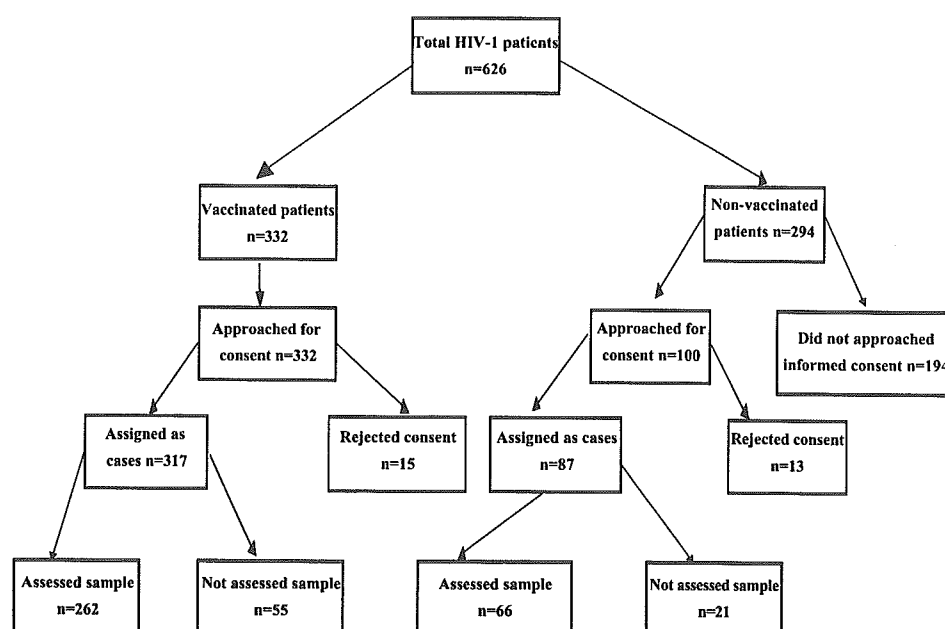 Total HIV-1 patients
n=626
Vaccinated patients
n=332
Non-vaccinated
patients n=294
Approached for
consent n=332
Approached for
consent n=100
Did not approached
informed consent n=194
Assigned as
cases n=317
Rejected consent
n=15
Assigned as cases
n=87
Rejected consent
n=13
Assessed sample
n=262
Not assessed sample
n=55
Assessed sample
n=66
Not assessed sample
n=21